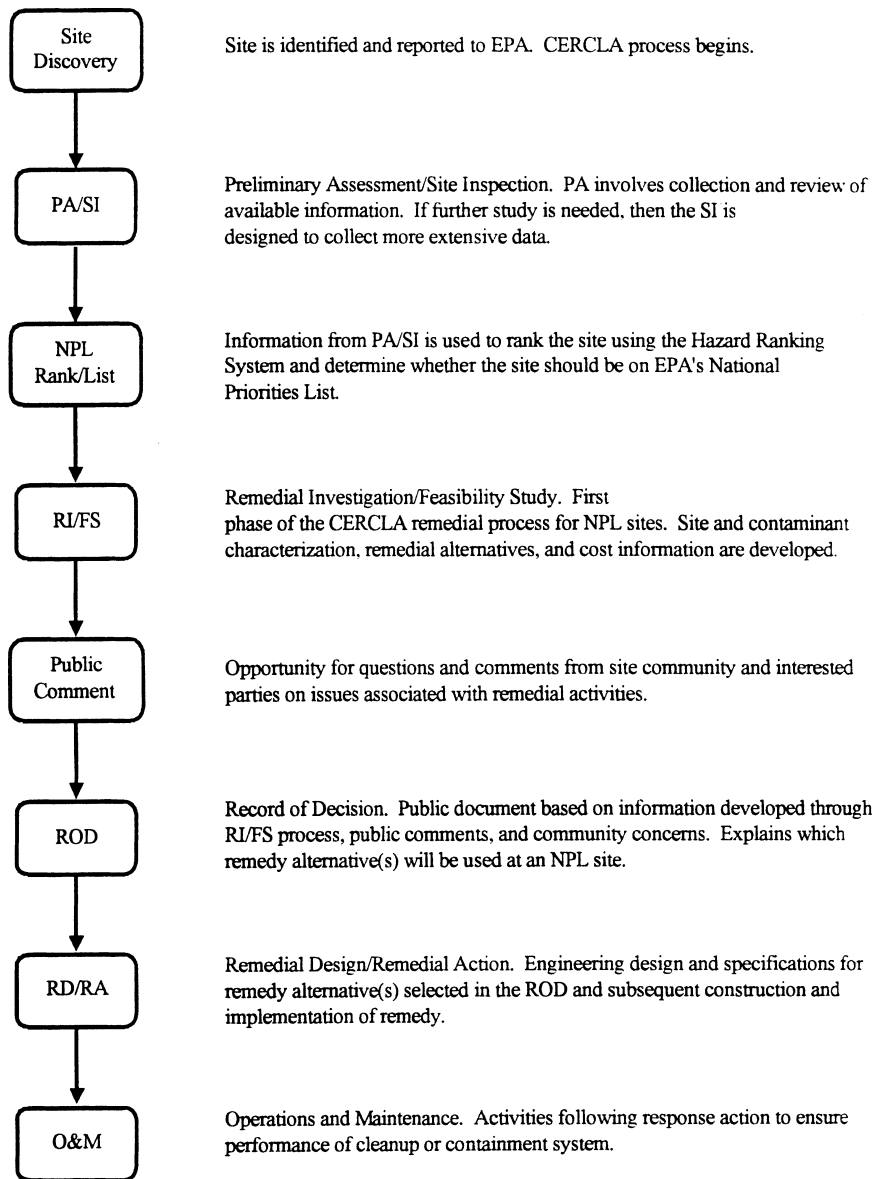 Site
Discovery
Site is identified and reported to EPA. CERCLA process begins.
PA/SI
Preliminary Assessment/Site Inspection. PA involves collection and review of
available information. If further study is needed, then the SI is
designed to collect more extensive data.
NPL
Rank/List
Information from PA/SI is used to rank the site using the Hazard Ranking
System and determine whether the site should be on EPA's National
Priorities List.
RI/FS
Remedial Investigation/Feasibility Study. First
phase of the CERCLA remedial process for NPL sites. Site and contaminant
characterization, remedial alternatives, and cost information are developed.
Public
Comment
Opportunity for questions and comments from site community and interested
parties on issues associated with remedial activities.
ROD
Record of Decision. Public document based on information developed through
RI/FS process, public comments, and community concerns. Explains which
remedy alternative(s) will be used at an NPL site.
RD/RA
Remedial Design/Remedial Action. Engineering design and specifications for
remedy alternative(s) selected in the ROD and subsequent construction and
implementation of remedy.
O&M
Operations and Maintenance. Activities following response action to ensure
performance of cleanup or containment system.